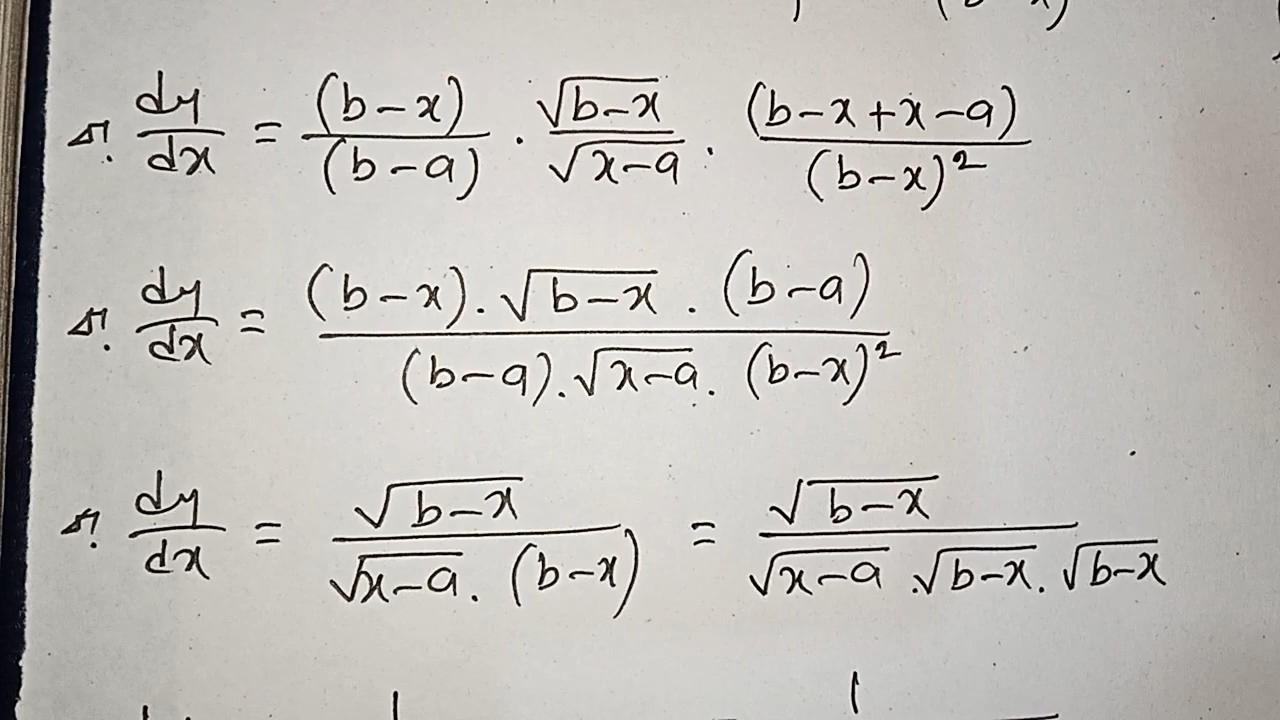 বা, dy/dx = (b-x)/(b-a) · √(b-x)/√(x-a) · (b-x+x-a)/(b-x)²
বা, dy/dx = (b-x).√(b-x) . (b-a)/(b-a).√(x-a). (b-x)²
বা, dy/dx = √(b-x)/√(x-a). (b-x) = √(b-x)/√(x-a) .√(b-x). √(b-x)